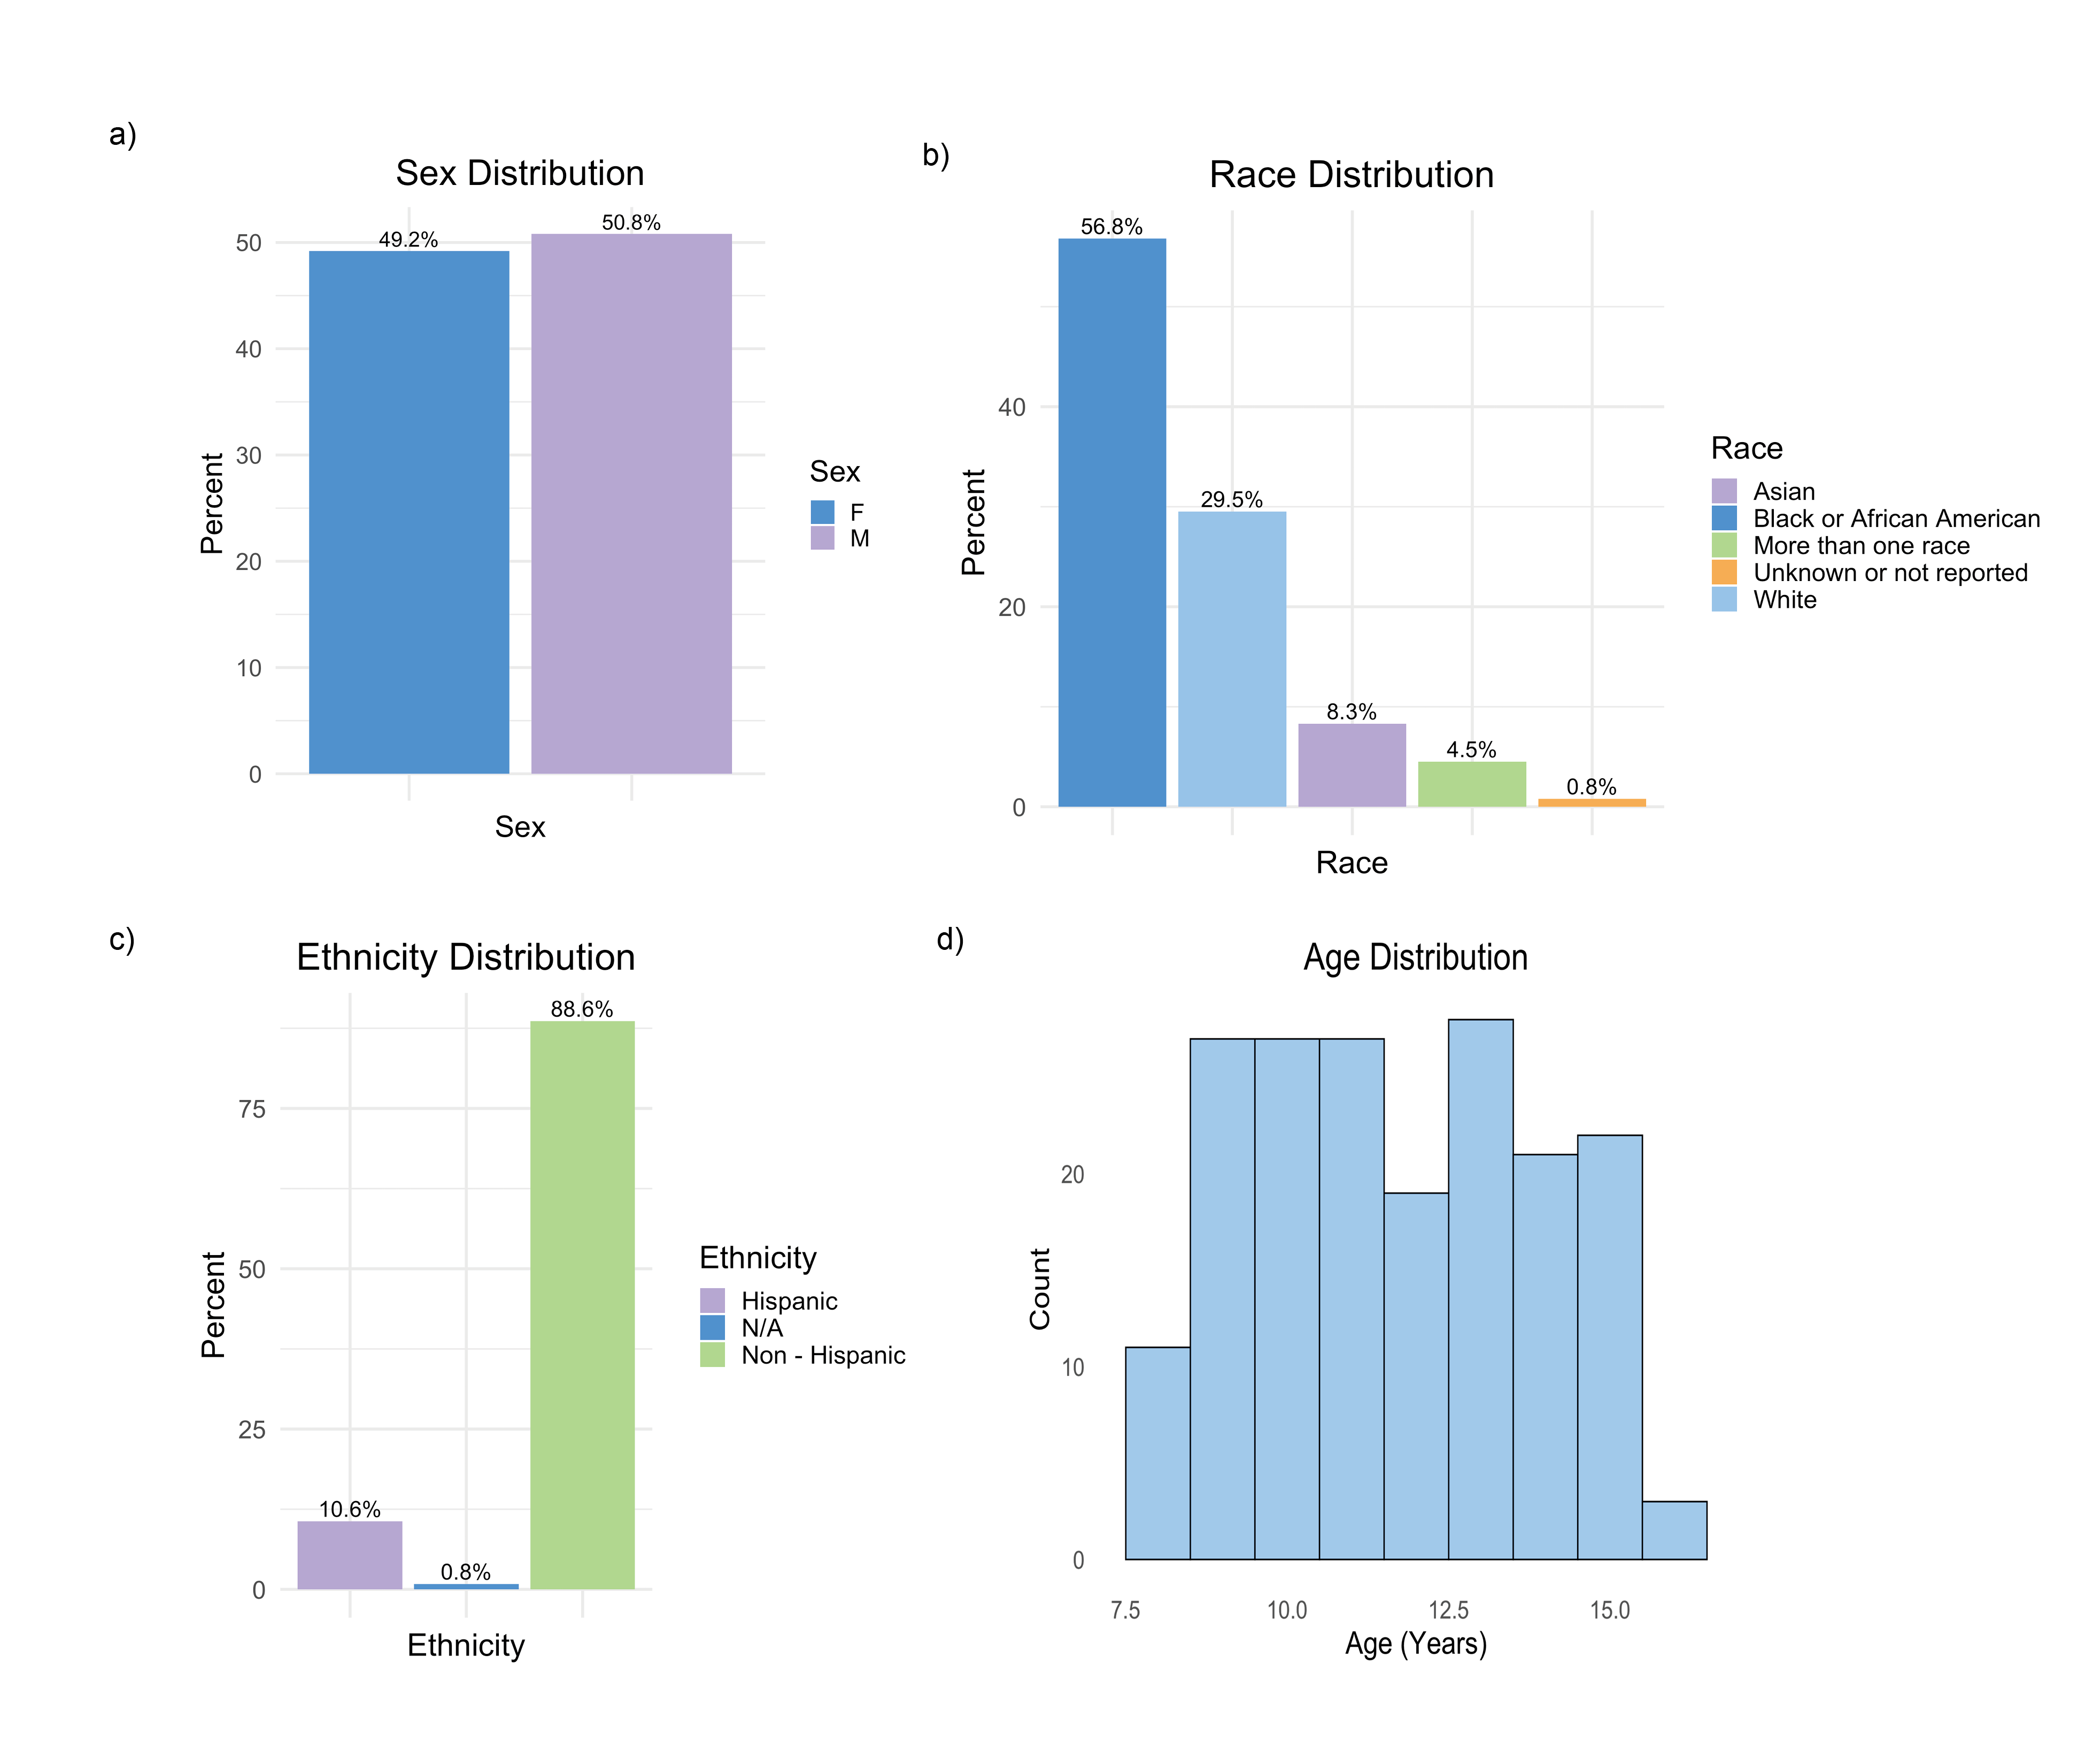 a)
Sex Distribution
49.2%
50.8%
50
40
30
20
10
0
Percent
Sex
Sex
F
M
b)
Race Distribution
56.8%
29.5%
8.3%
4.5%
0.8%
40
20
0
Percent
Race
Race
Asian
Black or African American
More than one race
Unknown or not reported
White
c)
Ethnicity Distribution
88.6%
10.6%
0.8%
75
50
25
0
Percent
Ethnicity
Ethnicity
Hispanic
N/A
Non - Hispanic
d)
Age Distribution
20
10
0
Count
7.5 10.0 12.5 15.0
Age (Years)